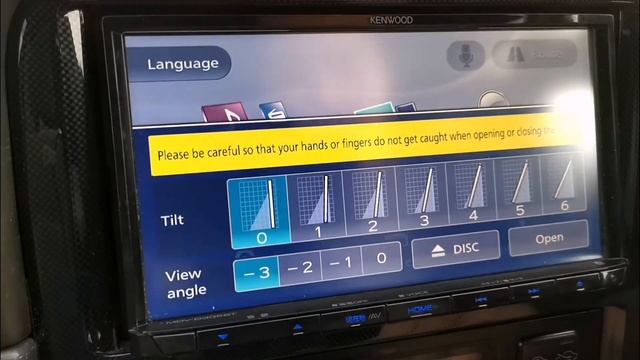 KENWOOD
Language
Please be careful so that your hands or fingers do not get caught when opening or closing the
Tilt
0 1 2 3 4 5 6
View angle
-3 -2 -1 0
DISC
Open
HOME